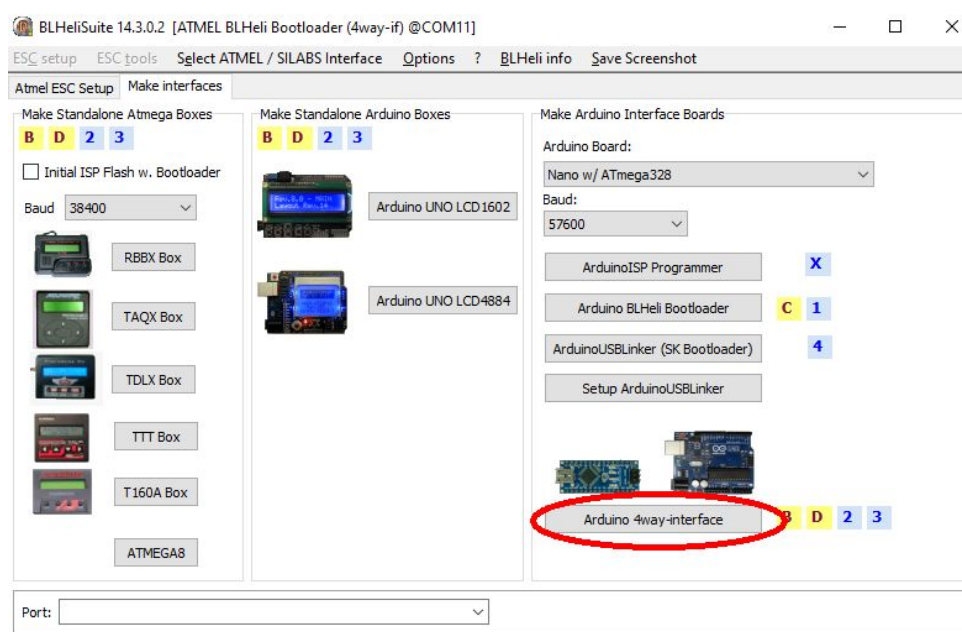 BLHeliSuite 14.3.0.2 [ATMEL BLHeli Bootloader (4way-if) @COM11]
ESC setup ESC tools Select ATMEL / SILABS Interface Options ? BLHeli info Save Screenshot
Atmel ESC Setup Make interfaces
Make Standalone Atmega Boxes
B D 2 3
Initial ISP Flash w. Bootloader
Baud 38400
RBBX Box
TAQX Box
TDLX Box
TTT Box
T160A Box
ATMEGA8
Make Standalone Arduino Boxes
B D 2 3
Arduino UNO LCD1602
Arduino UNO LCD4884
Make Arduino Interface Boards
Arduino Board:
Nano w/ ATmega328
Baud:
57600
ArduinoISP Programmer X
Arduino BLHeli Bootloader C 1
ArduinoUSBLinker (SK Bootloader) 4
Setup ArduinoUSBLinker
Arduino 4way-interface B D 2 3
Port: